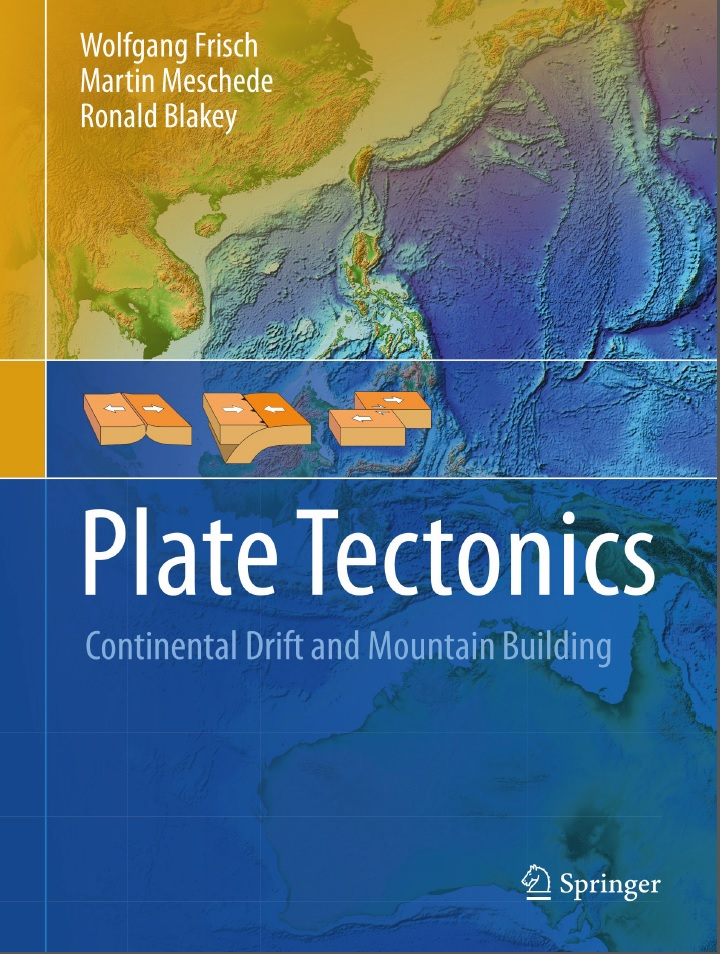 Wolfgang Frisch
Martin Meschede
Ronald Blakey
Plate Tectonics
Continental Drift and Mountain Building
Springer